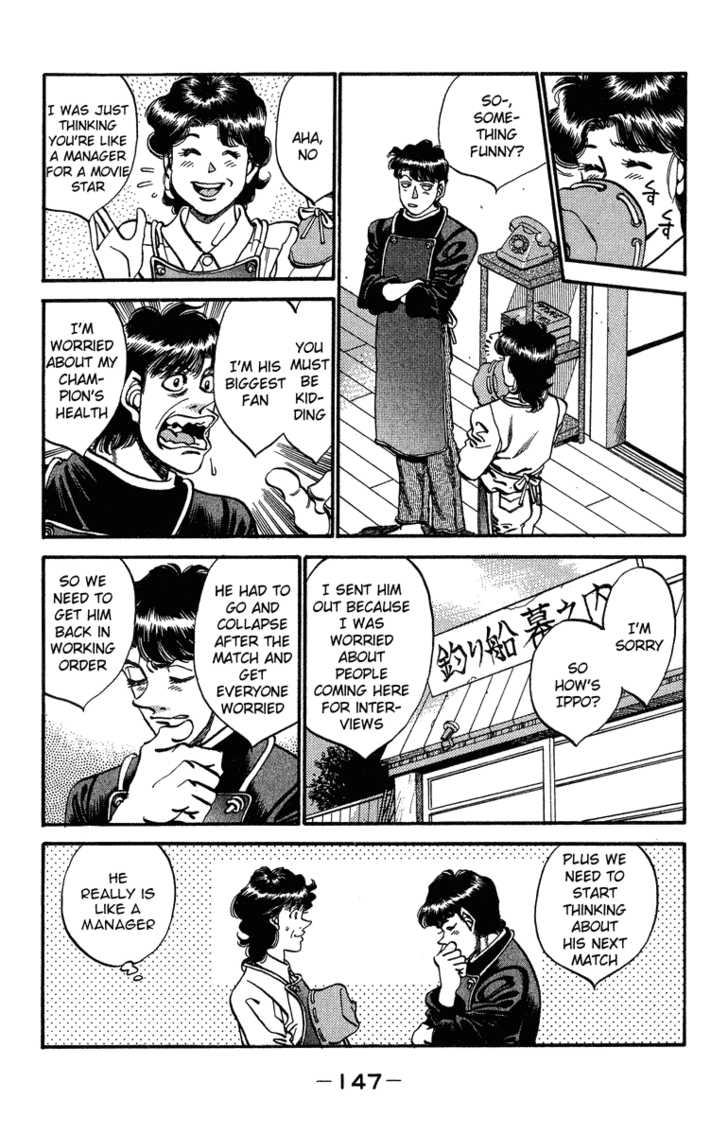 くす
くす
SO-,
SOME-
THING
FUNNY?
AHA,
NO
I WAS JUST
THINKING
YOU'RE LIKE
A MANAGER
FOR A MOVIE
STAR
YOU
MUST
BE
KID-
DING
I'M HIS
BIGGEST
FAN
I'M
WORRIED
ABOUT MY
CHAM-
PION'S
HEALTH
I'M
SORRY
SO
HOW'S
IPPO?
釣り船 幕之内
I SENT HIM
OUT BECAUSE
I WAS
WORRIED
ABOUT
PEOPLE
COMING HERE
FOR INTER-
VIEWS
HE HAD TO
GO AND
COLLAPSE
AFTER THE
MATCH AND
GET
EVERYONE
WORRIED
SO WE
NEED TO
GET HIM
BACK IN
WORKING
ORDER
PLUS WE
NEED TO
START
THINKING
ABOUT
HIS NEXT
MATCH
HE
REALLY IS
LIKE A
MANAGER
—147—